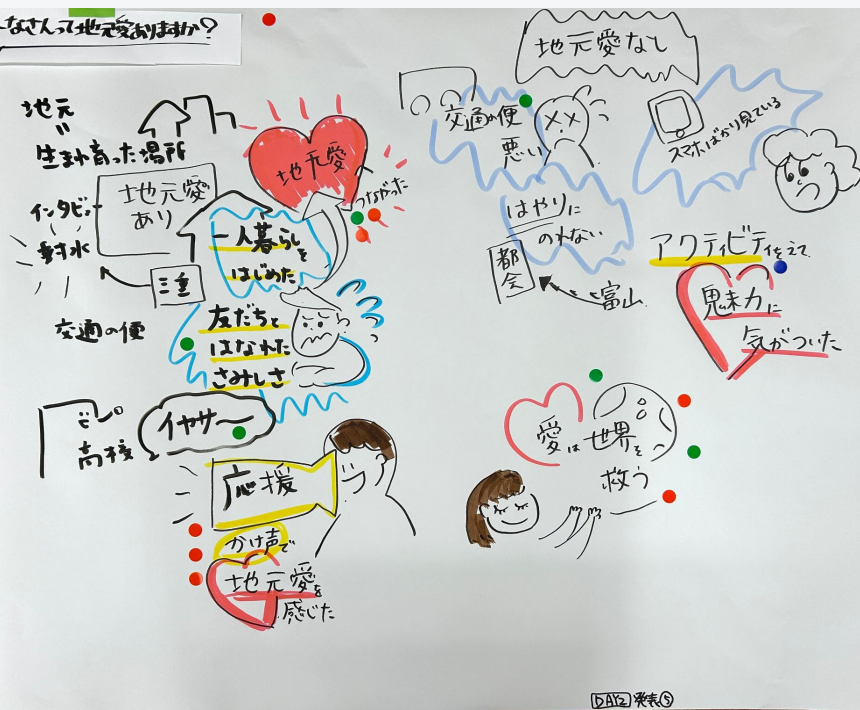 なさんって地元愛ありますか？
地元
〃
生まれ育った場所
インタビュー
射水
地元愛
あり
三重
交通の便
地元愛
つながった
一人暮らしを
はじめた
友だちと
はなれた
さみしさ
高校
イヤサー
応援
かけ声で
地元愛を
感じた
地元愛なし
交通の便
悪い
スマホばかり見ている
はやりに
のれない
都会
富山
アクティビティをえて
魅力に
気がついた
愛は世界を
救う
DAY2 発表⑤